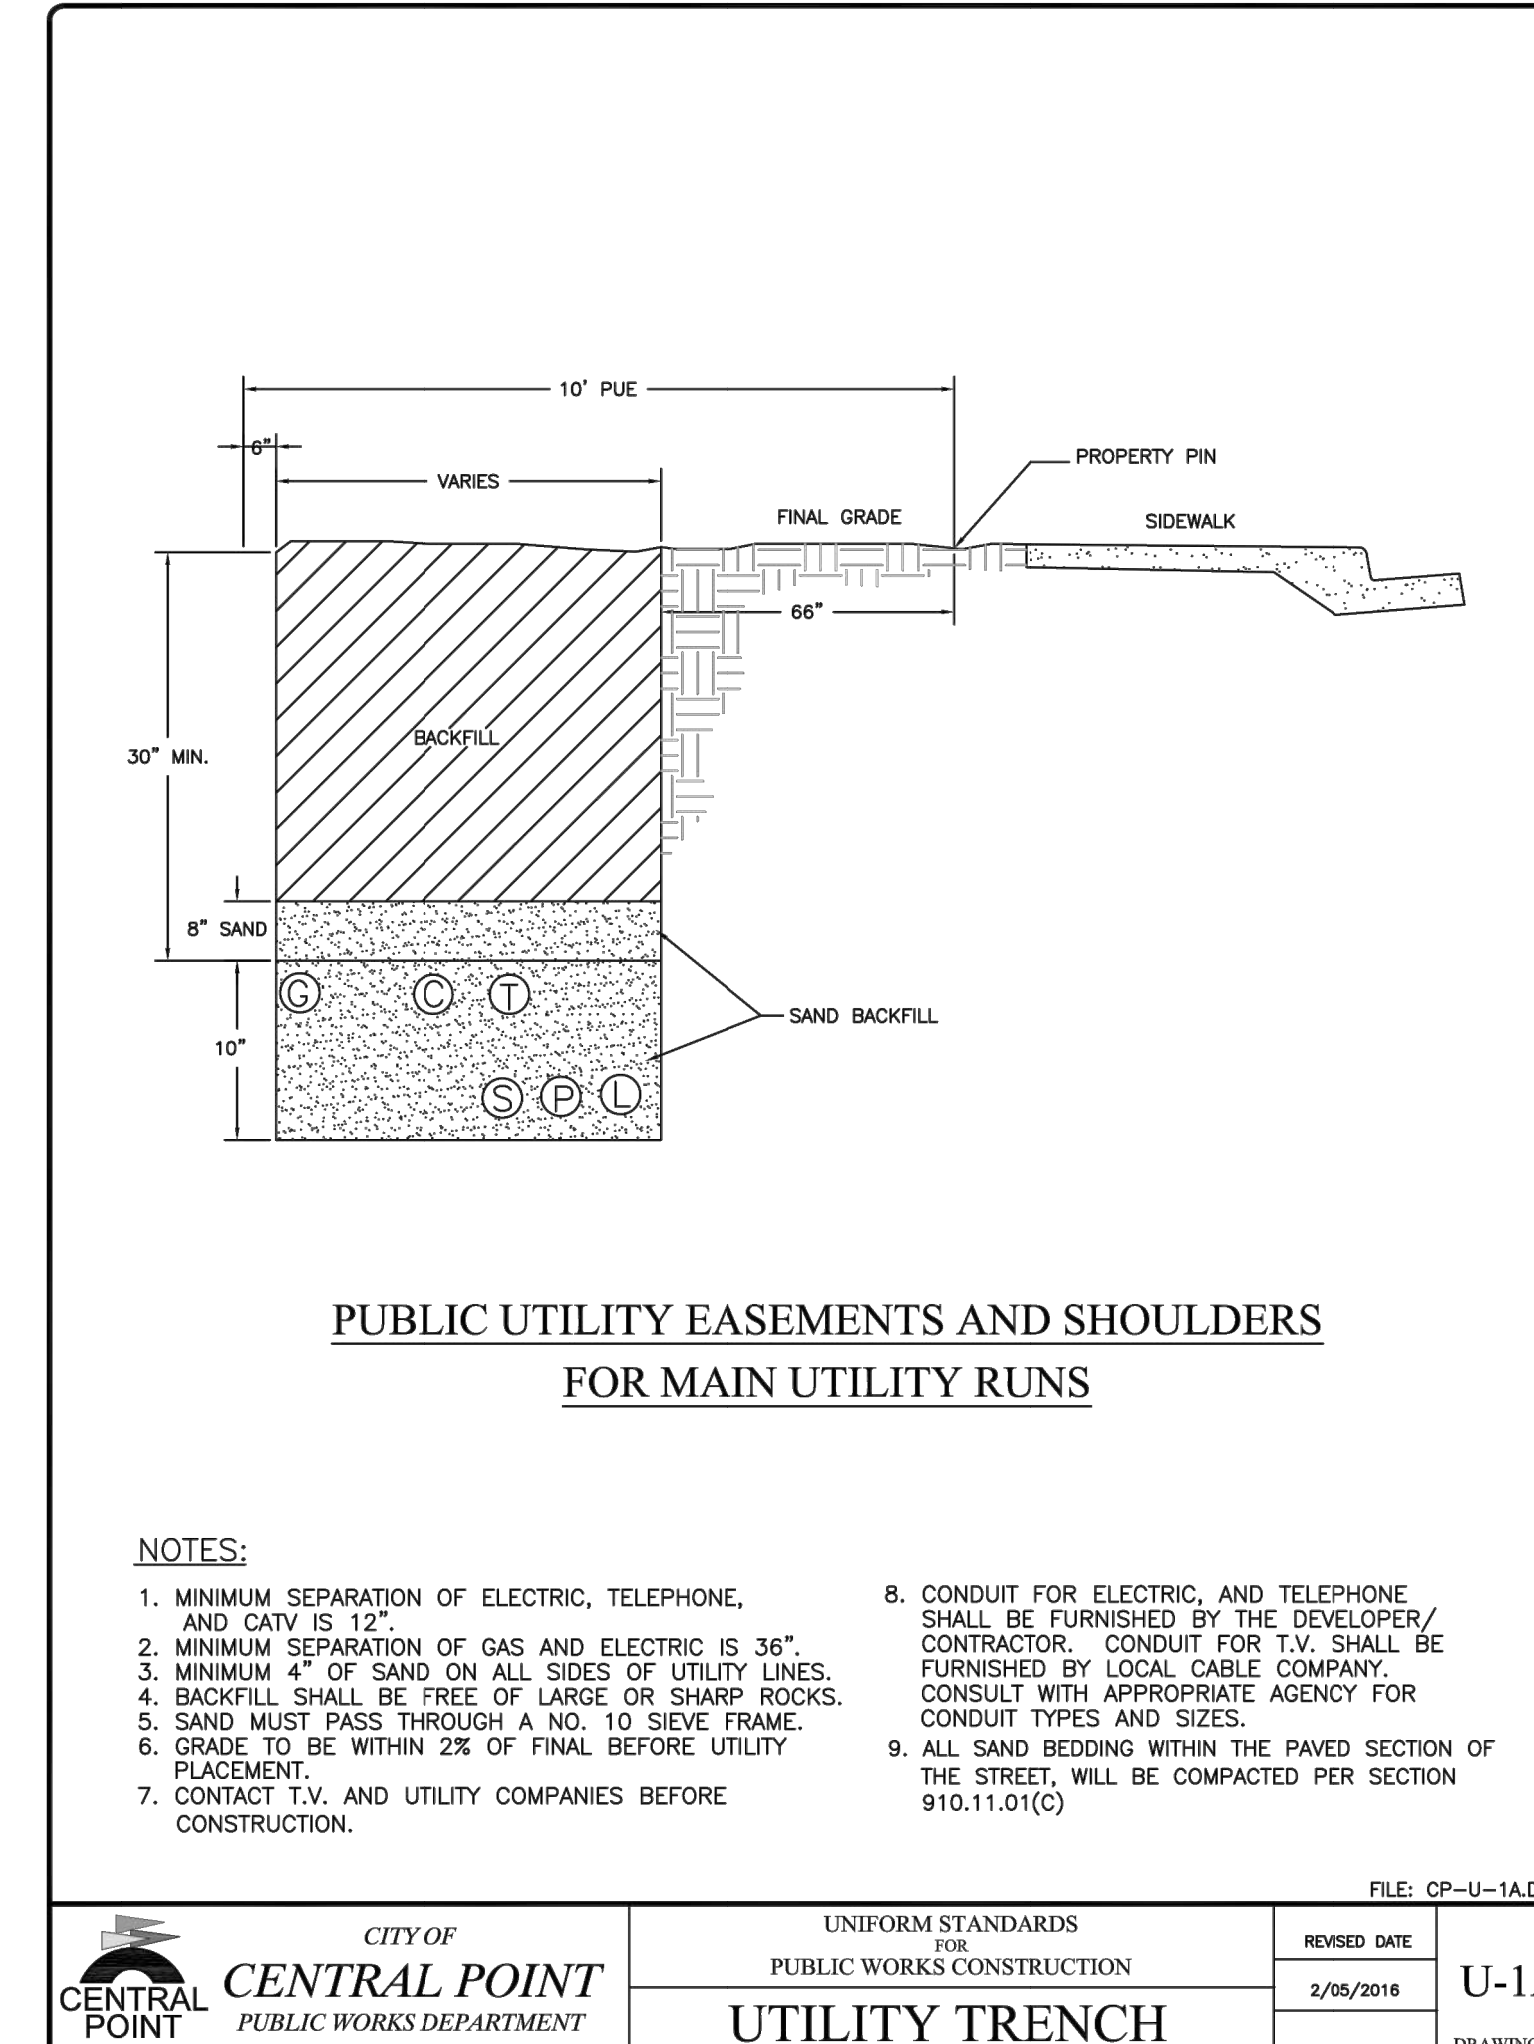 10' PUE
6"
VARIES
PROPERTY PIN
FINAL GRADE
SIDEWALK
66"
BACKFILL
30" MIN.
8" SAND
G C T
SAND BACKFILL
10"
S P L
PUBLIC UTILITY EASEMENTS AND SHOULDERS
FOR MAIN UTILITY RUNS
NOTES:
1. MINIMUM SEPARATION OF ELECTRIC, TELEPHONE,
AND CATV IS 12".
2. MINIMUM SEPARATION OF GAS AND ELECTRIC IS 36".
3. MINIMUM 4" OF SAND ON ALL SIDES OF UTILITY LINES.
4. BACKFILL SHALL BE FREE OF LARGE OR SHARP ROCKS.
5. SAND MUST PASS THROUGH A NO. 10 SIEVE FRAME.
6. GRADE TO BE WITHIN 2% OF FINAL BEFORE UTILITY
PLACEMENT.
7. CONTACT T.V. AND UTILITY COMPANIES BEFORE
CONSTRUCTION.
8. CONDUIT FOR ELECTRIC, AND TELEPHONE
SHALL BE FURNISHED BY THE DEVELOPER/
CONTRACTOR. CONDUIT FOR T.V. SHALL BE
FURNISHED BY LOCAL CABLE COMPANY.
CONSULT WITH APPROPRIATE AGENCY FOR
CONDUIT TYPES AND SIZES.
9. ALL SAND BEDDING WITHIN THE PAVED SECTION OF
THE STREET, WILL BE COMPACTED PER SECTION
910.11.01(C)
FILE: CP-U-1A.D
CENTRAL
POINT
CITY OF
CENTRAL POINT
PUBLIC WORKS DEPARTMENT
UNIFORM STANDARDS
FOR
PUBLIC WORKS CONSTRUCTION
UTILITY TRENCH
REVISED DATE
2/05/2016
U-1